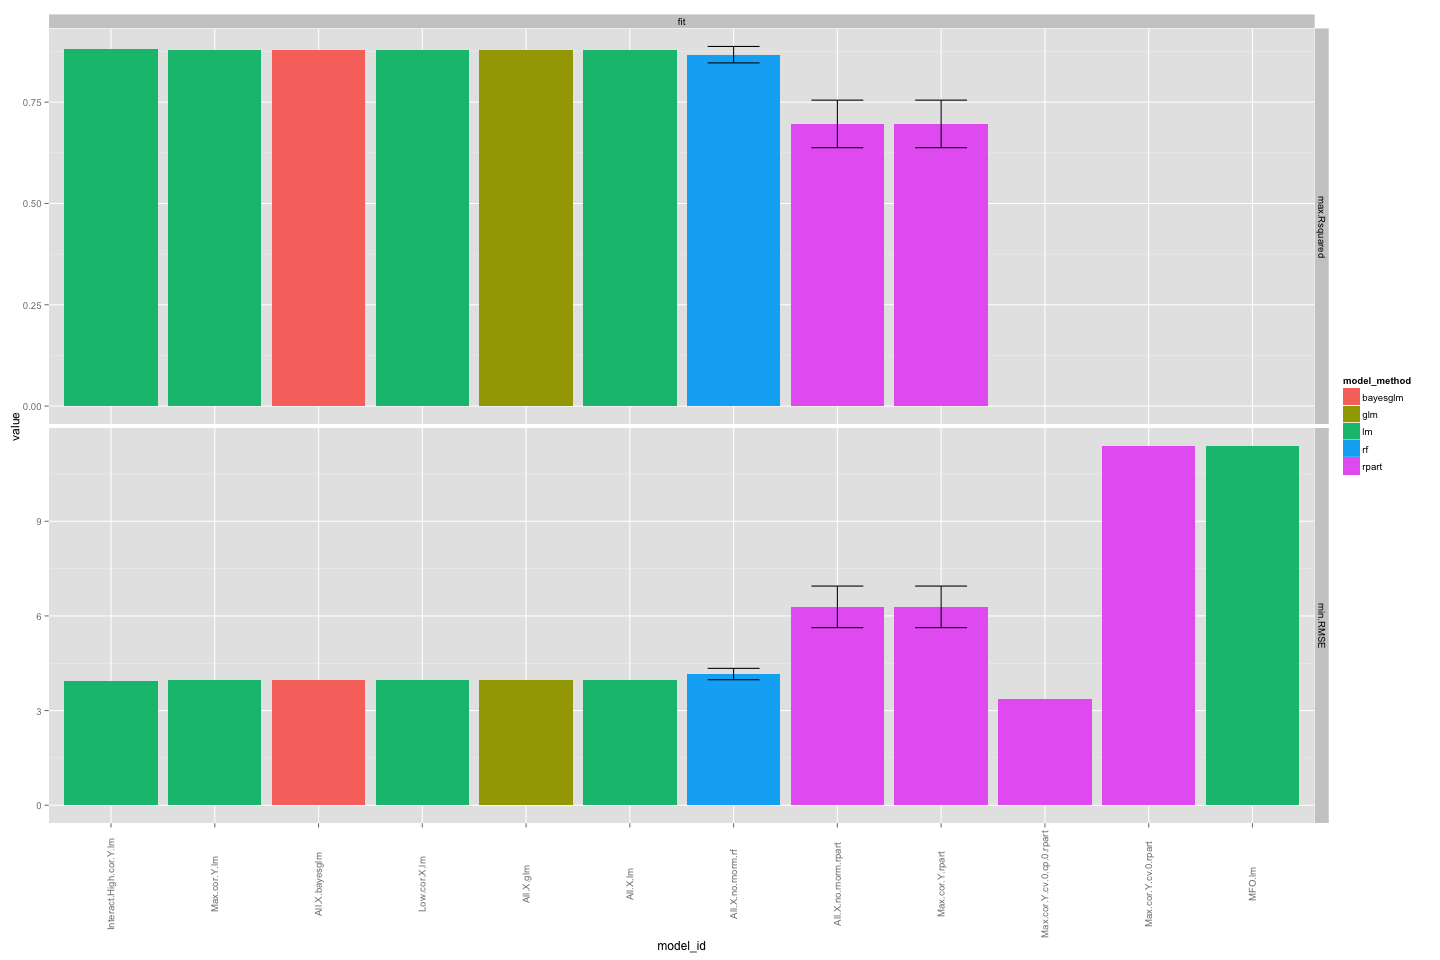 fit
0.75
0.50
0.25
0.00
max.Rsquared
value
9
6
3
0
min.RMSE
Interact.High.cor.Y.lm
Max.cor.Y.lm
All.X.bayesglm
Low.cor.X.lm
All.X.glm
All.X.lm
All.X.no.rnorm.rf
All.X.no.rnorm.rpart
Max.cor.Y.rpart
Max.cor.Y.cv.0.cp.0.rpart
Max.cor.Y.cv.0.rpart
MFO.lm
model_id
model_method
bayesglm
glm
lm
rf
rpart